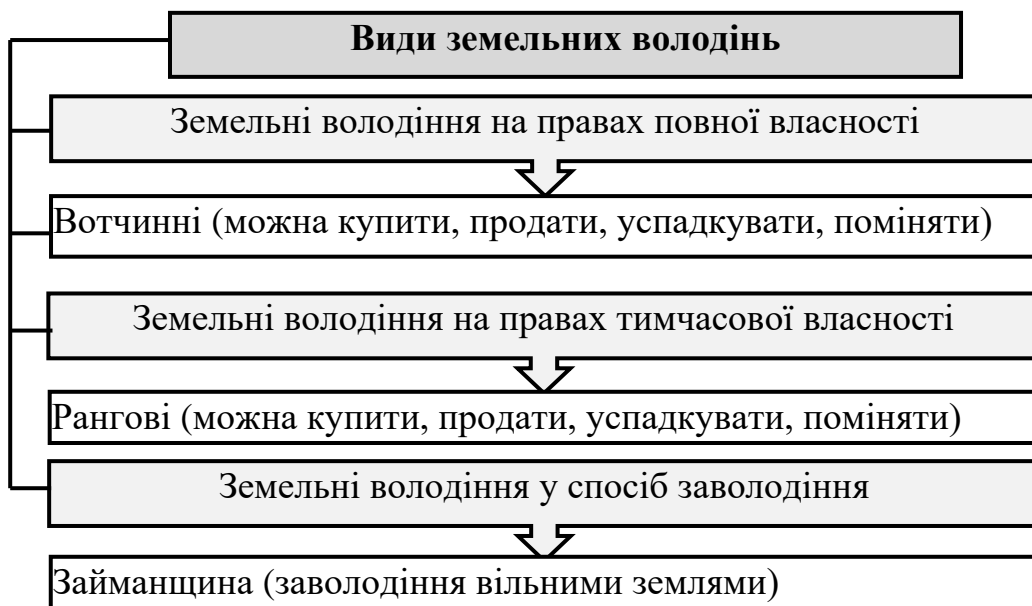 Види земельних володінь
Земельні володіння на правах повної власності
Вотчинні (можна купити, продати, успадкувати, поміняти)
Земельні володіння на правах тимчасової власності
Рангові (можна купити, продати, успадкувати, поміняти)
Земельні володіння у спосіб заволодіння
Займанщина (заволодіння вільними землями)